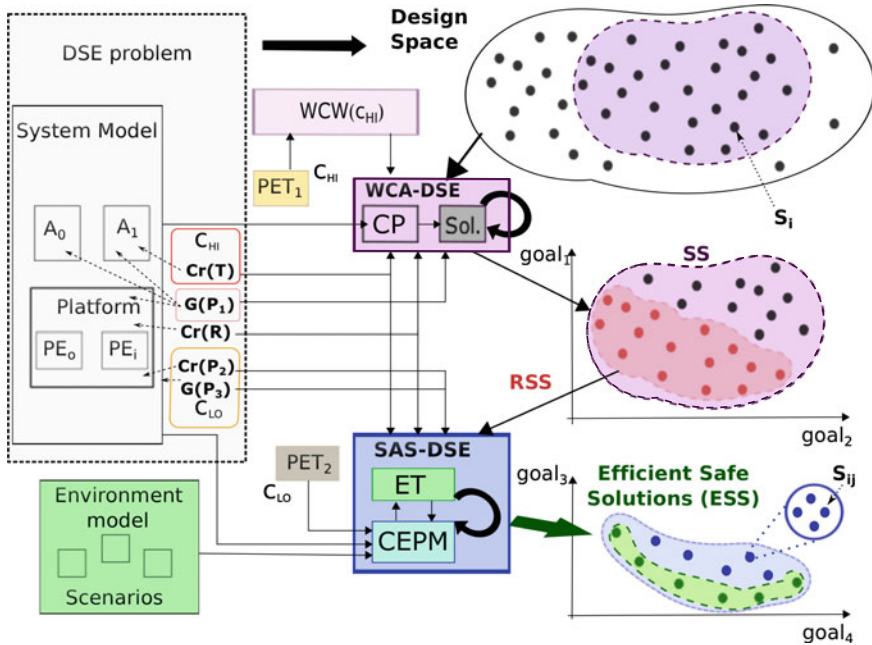 DSE problem
Design
Space
System Model
WCW(CHI)
CHI
PET1
WCA-DSE
CP
Sol.
Si
A0
A1
CHI
Cr(T)
G(P1)
Platform
Cr(R)
PEo
PEi
Cr(P2)
G(P3)
CLO
goal1
SS
RSS
goal2
SAS-DSE
PET2
CLO
ET
CEPM
Environment
model
Scenarios
goal3
Efficient Safe
Solutions (ESS)
Sij
goal4